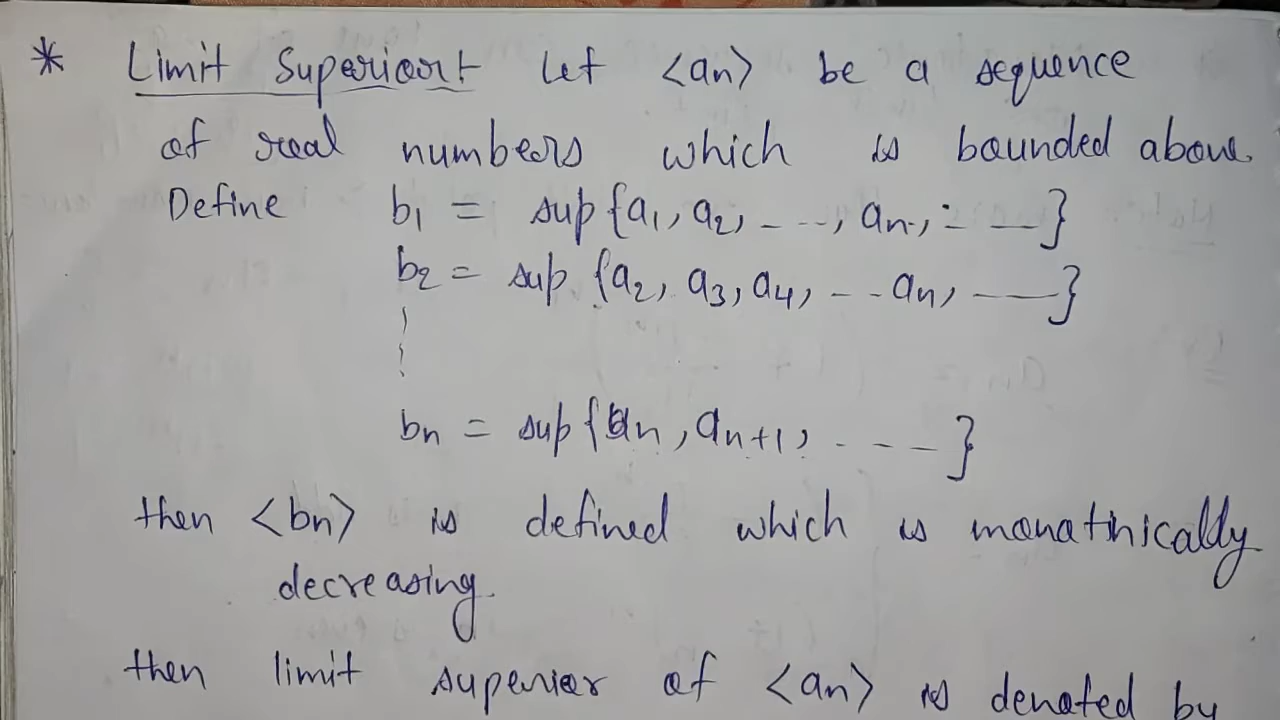 * Limit Superior:- Let <an> be a sequence
of real numbers which is bounded above.
Define b1 = sup {a1, a2, - --, an, - - —}
b2 = sup {a2, a3, a4, -- an, - —}
bn = sup {an, an+1, - - - —}
then <bn> is defined which is monatinically
decreasing.
then limit superior of <an> is denoted by